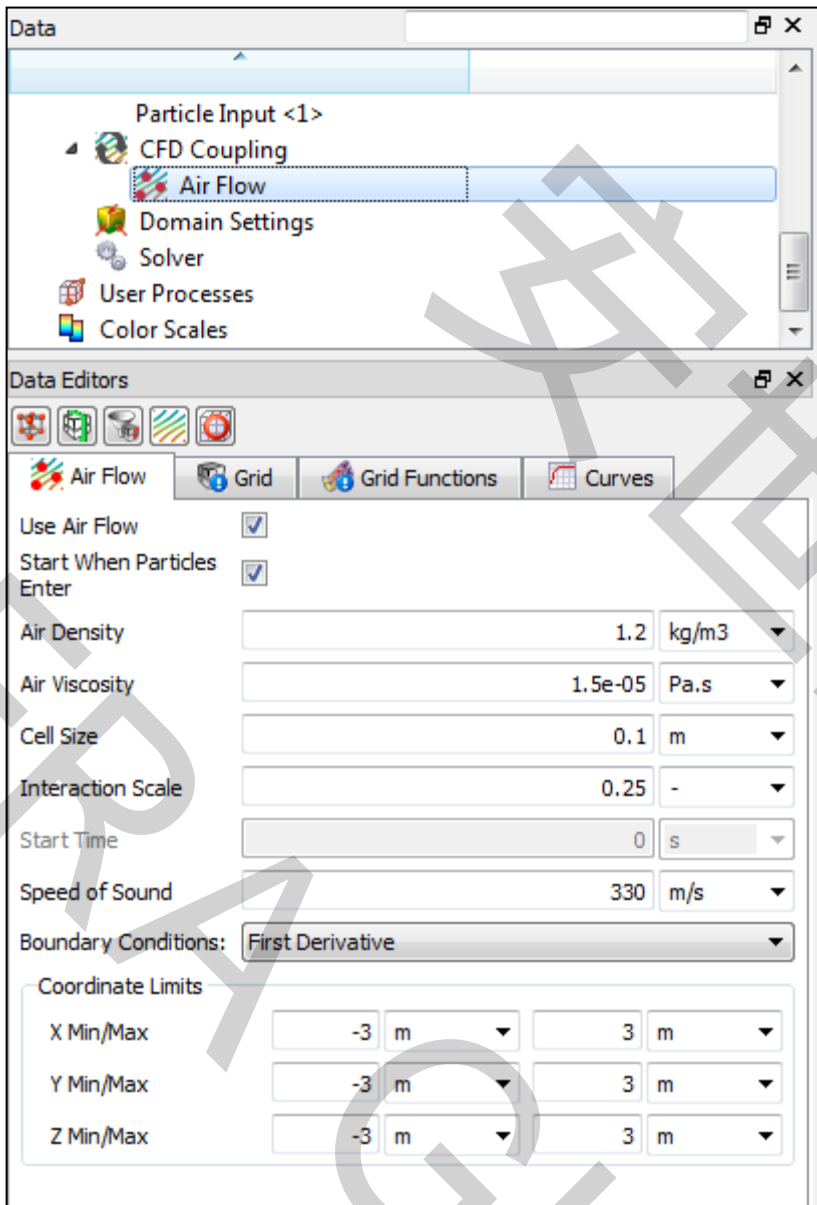 Data
Particle Input <1>
CFD Coupling
Air Flow
Domain Settings
Solver
User Processes
Color Scales
Data Editors
Air Flow Grid Grid Functions Curves
Use Air Flow
Start When Particles
Enter
Air Density 1.2 kg/m3
Air Viscosity 1.5e-05 Pa.s
Cell Size 0.1 m
Interaction Scale 0.25 -
Start Time 0 s
Speed of Sound 330 m/s
Boundary Conditions: First Derivative
Coordinate Limits
X Min/Max -3 m 3 m
Y Min/Max -3 m 3 m
Z Min/Max -3 m 3 m